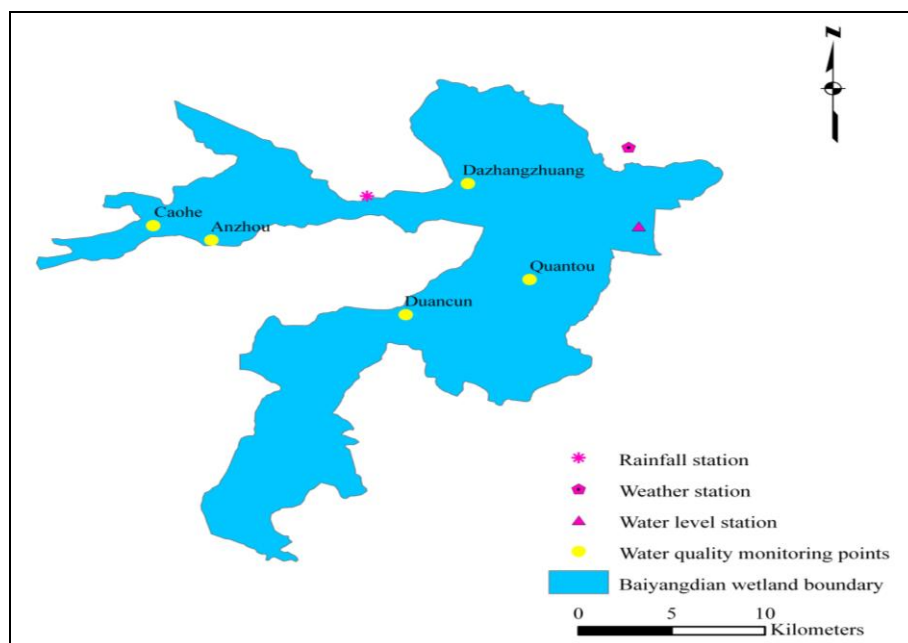 N
Dazhangzhuang
Caohe
Anzhou
Quantou
Duancun
Rainfall station
Weather station
Water level station
Water quality monitoring points
Baiyangdian wetland boundary
0 5 10
Kilometers